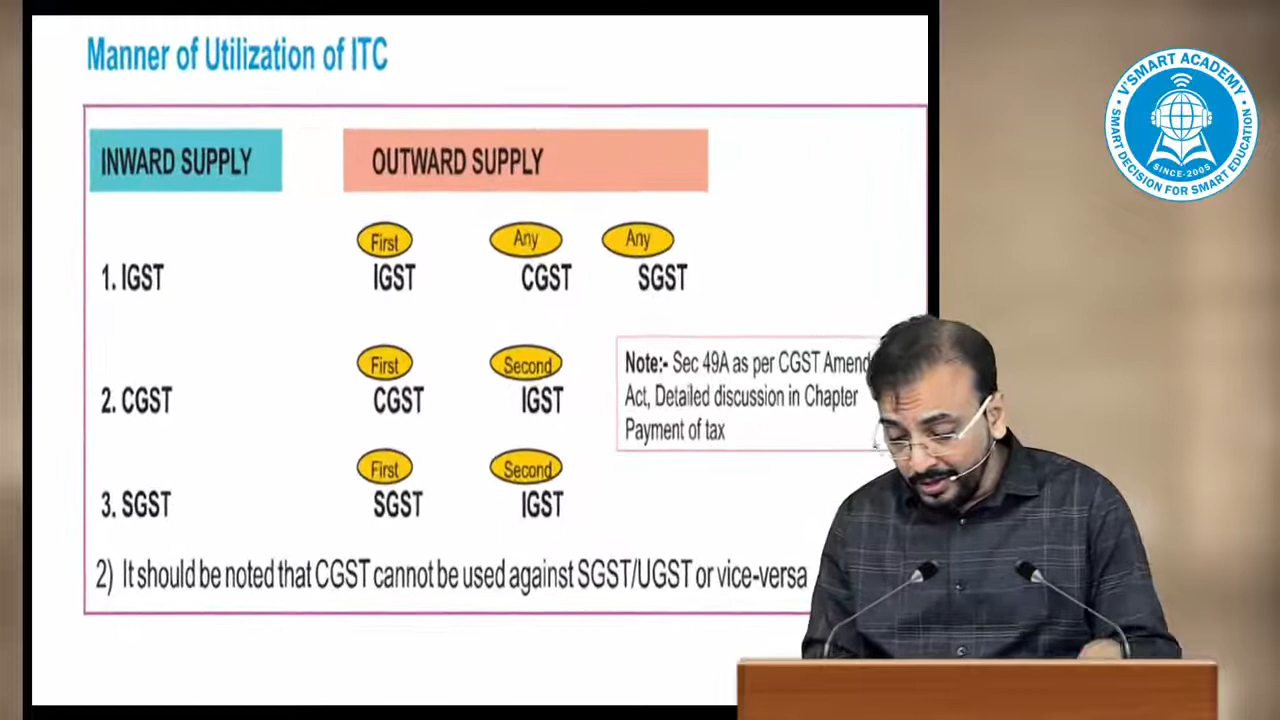 Manner of Utilization of ITC
INWARD SUPPLY
OUTWARD SUPPLY
First
Any
Any
1. IGST
IGST
CGST
SGST
First
Second
2. CGST
CGST
IGST
Note:- Sec 49A as per CGST Amend
Act, Detailed discussion in Chapter
Payment of tax
First
Second
3. SGST
SGST
IGST
2) It should be noted that CGST cannot be used against SGST/UGST or vice-versa
V'SMART ACADEMY
SINCE-2005
SMART DECISION FOR SMART EDUCATION